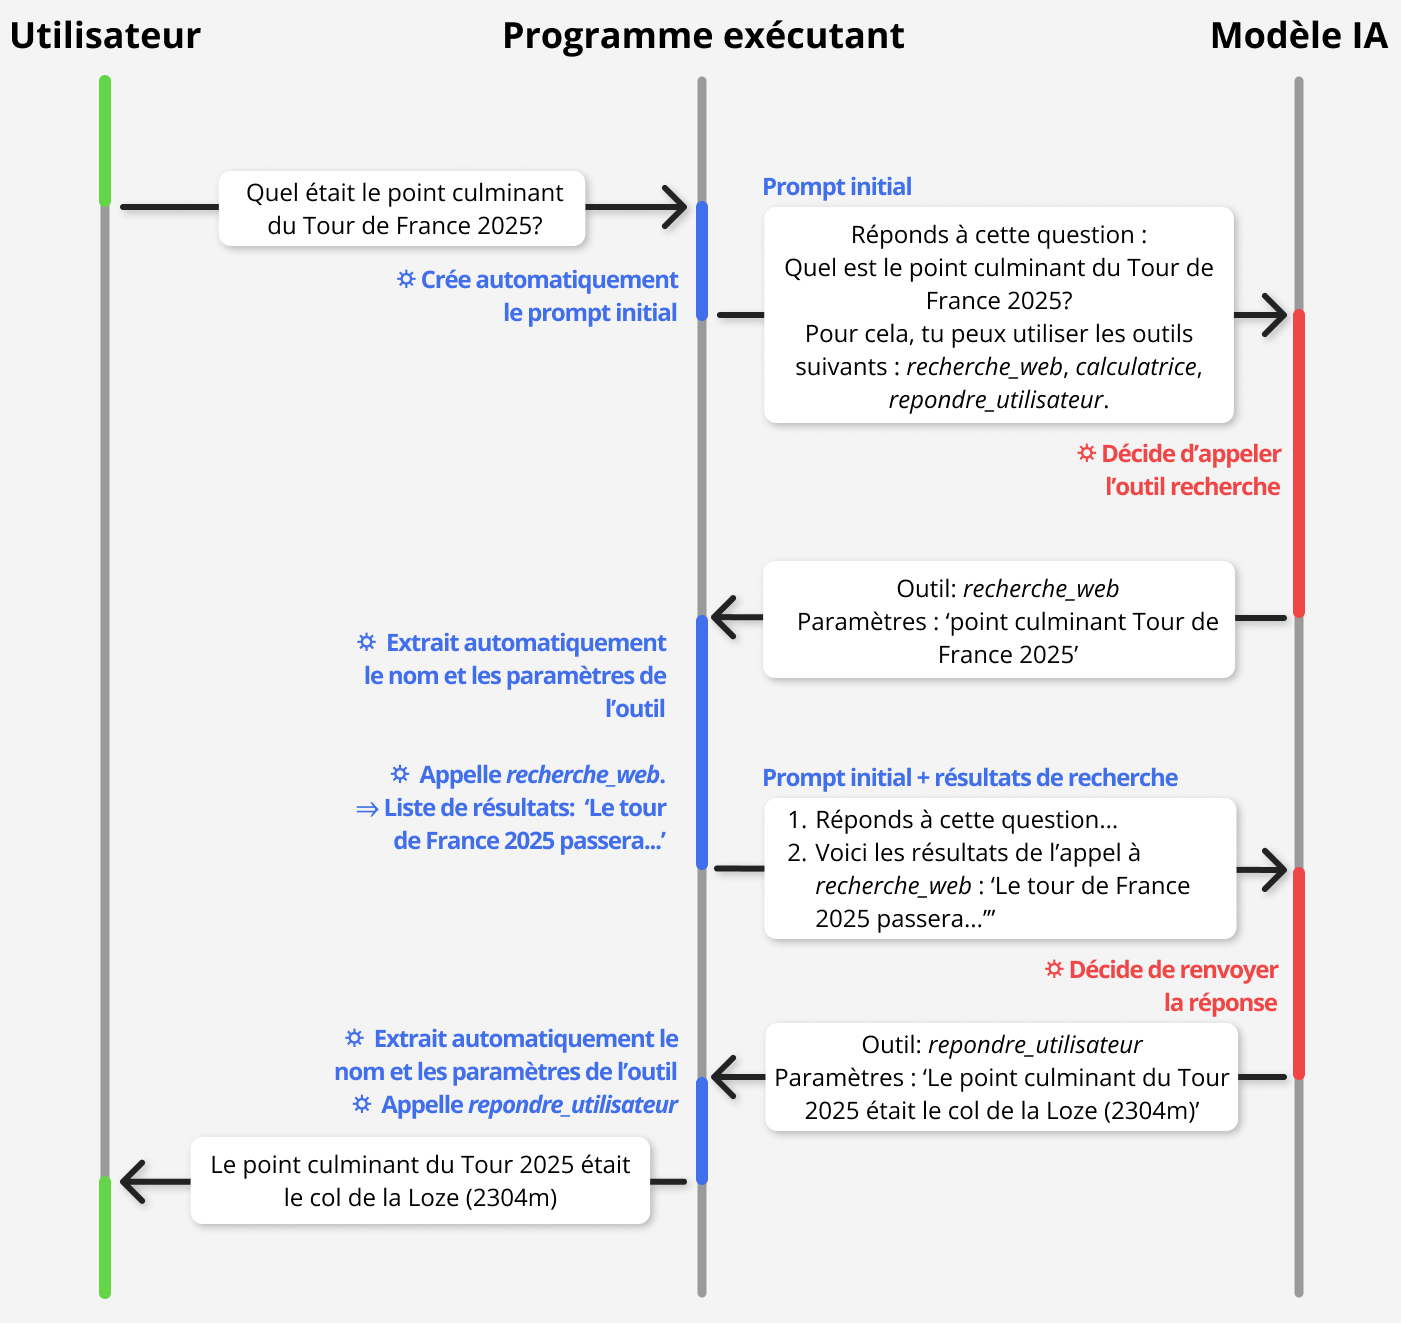 Utilisateur
Programme exécutant
Modèle IA
Quel était le point culminant
du Tour de France 2025?
Crée automatiquement
le prompt initial
Prompt initial
Réponds à cette question :
Quel est le point culminant du Tour de
France 2025?
Pour cela, tu peux utiliser les outils
suivants : recherche_web, calculatrice,
repondre_utilisateur.
Décide d’appeler
l’outil recherche
Outil: recherche_web
Paramètres : ‘point culminant Tour de
France 2025’
Extrait automatiquement
le nom et les paramètres de
l’outil
Appelle recherche_web.
⇒ Liste de résultats: ‘Le tour
de France 2025 passera...’
Prompt initial + résultats de recherche
1. Réponds à cette question...
2. Voici les résultats de l’appel à
recherche_web : ‘Le tour de France
2025 passera...’”
Décide de renvoyer
la réponse
Outil: repondre_utilisateur
Paramètres : ‘Le point culminant du Tour
2025 était le col de la Loze (2304m)’
Extrait automatiquement le
nom et les paramètres de l’outil
Appelle repondre_utilisateur
Le point culminant du Tour 2025 était
le col de la Loze (2304m)